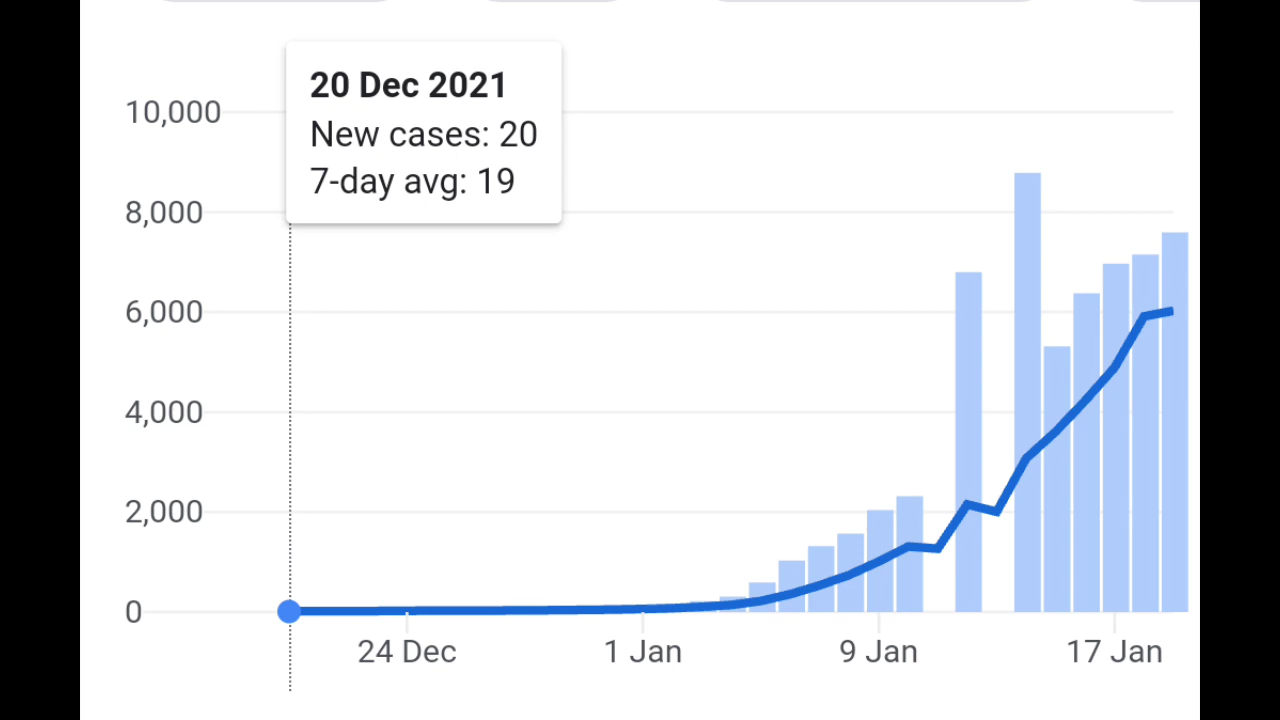 20 Dec 2021
New cases: 20
7-day avg: 19
10,000
8,000
6,000
4,000
2,000
0
24 Dec
1 Jan
9 Jan
17 Jan